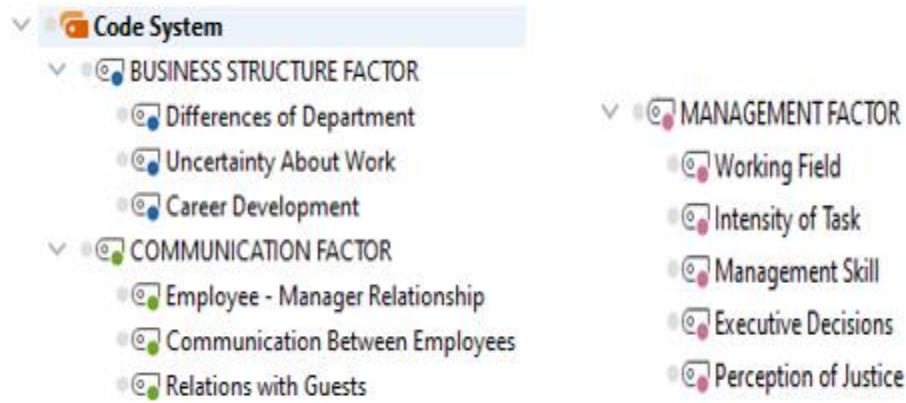 Code System
BUSINESS STRUCTURE FACTOR
Differences of Department
Uncertainty About Work
Career Development
COMMUNICATION FACTOR
Employee - Manager Relationship
Communication Between Employees
Relations with Guests
MANAGEMENT FACTOR
Working Field
Intensity of Task
Management Skill
Executive Decisions
Perception of Justice